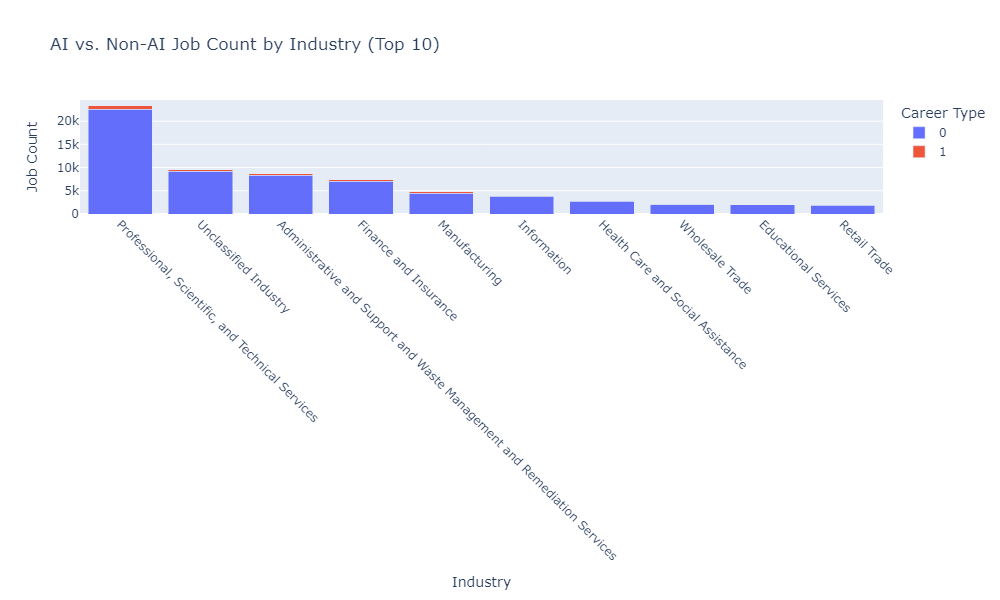 AI vs. Non-AI Job Count by Industry (Top 10)
Career Type
0
1
Job Count
20k
15k
10k
5k
0
Professional, Scientific, and Technical Services
Unclassified Industry
Administrative and Support and Waste Management and Remediation Services
Finance and Insurance
Manufacturing
Information
Health Care and Social Assistance
Wholesale Trade
Educational Services
Retail Trade
Industry